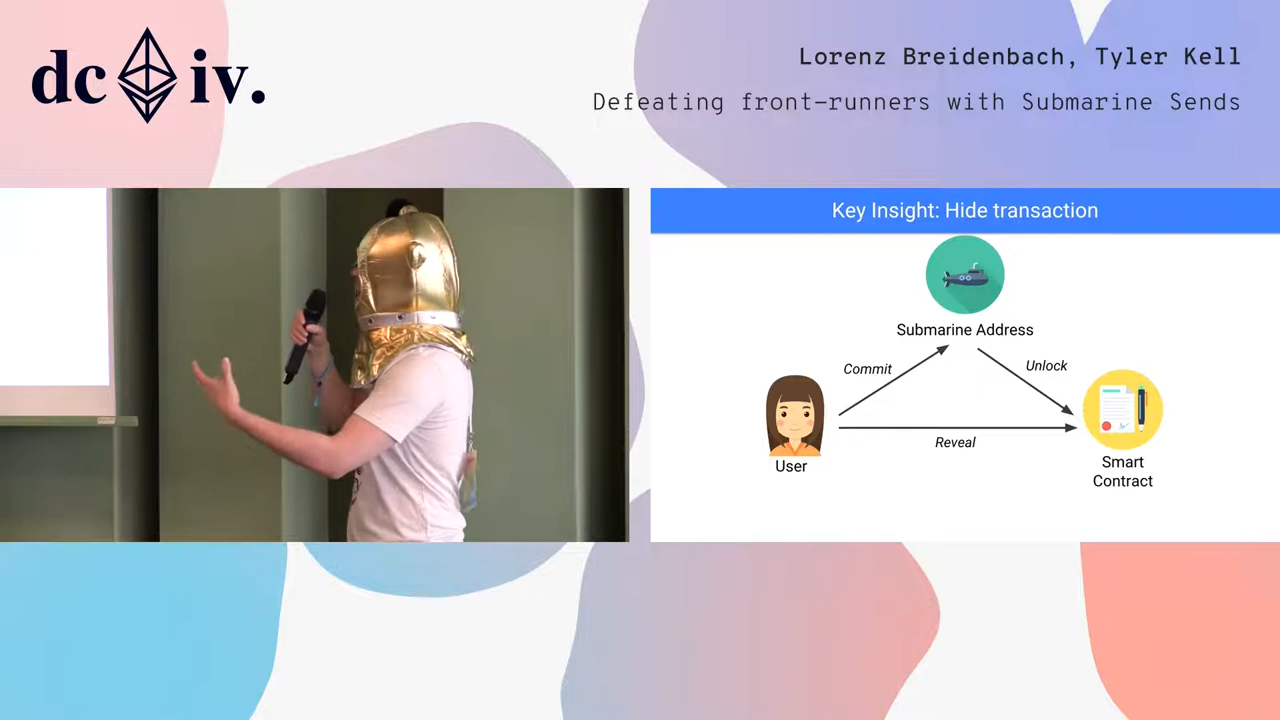 dc iv.
Lorenz Breidenbach, Tyler Kell
Defeating front-runners with Submarine Sends
Key Insight: Hide transaction
Submarine Address
Commit
Unlock
Reveal
User
Smart
Contract